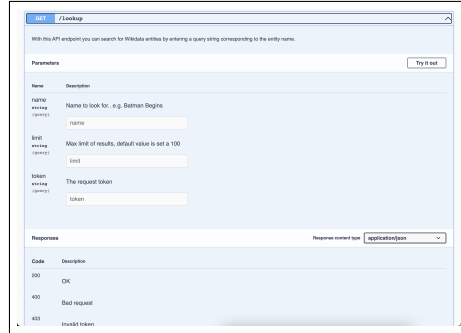 GET /lookup
With this API endpoint you can search for Wikidata entities by entering a query string corresponding to the entity name.
Parameters
Try it out
Name Description
name
string
(query)
Name to look for.. e.g. Batman Begins
name
limit
string
(query)
Max limit of results, default value is set a 100
limit
token
string
(query)
The request token
token
Responses
Response content type application/json
Code Description
200
OK
400
Bad request
403
Invalid token